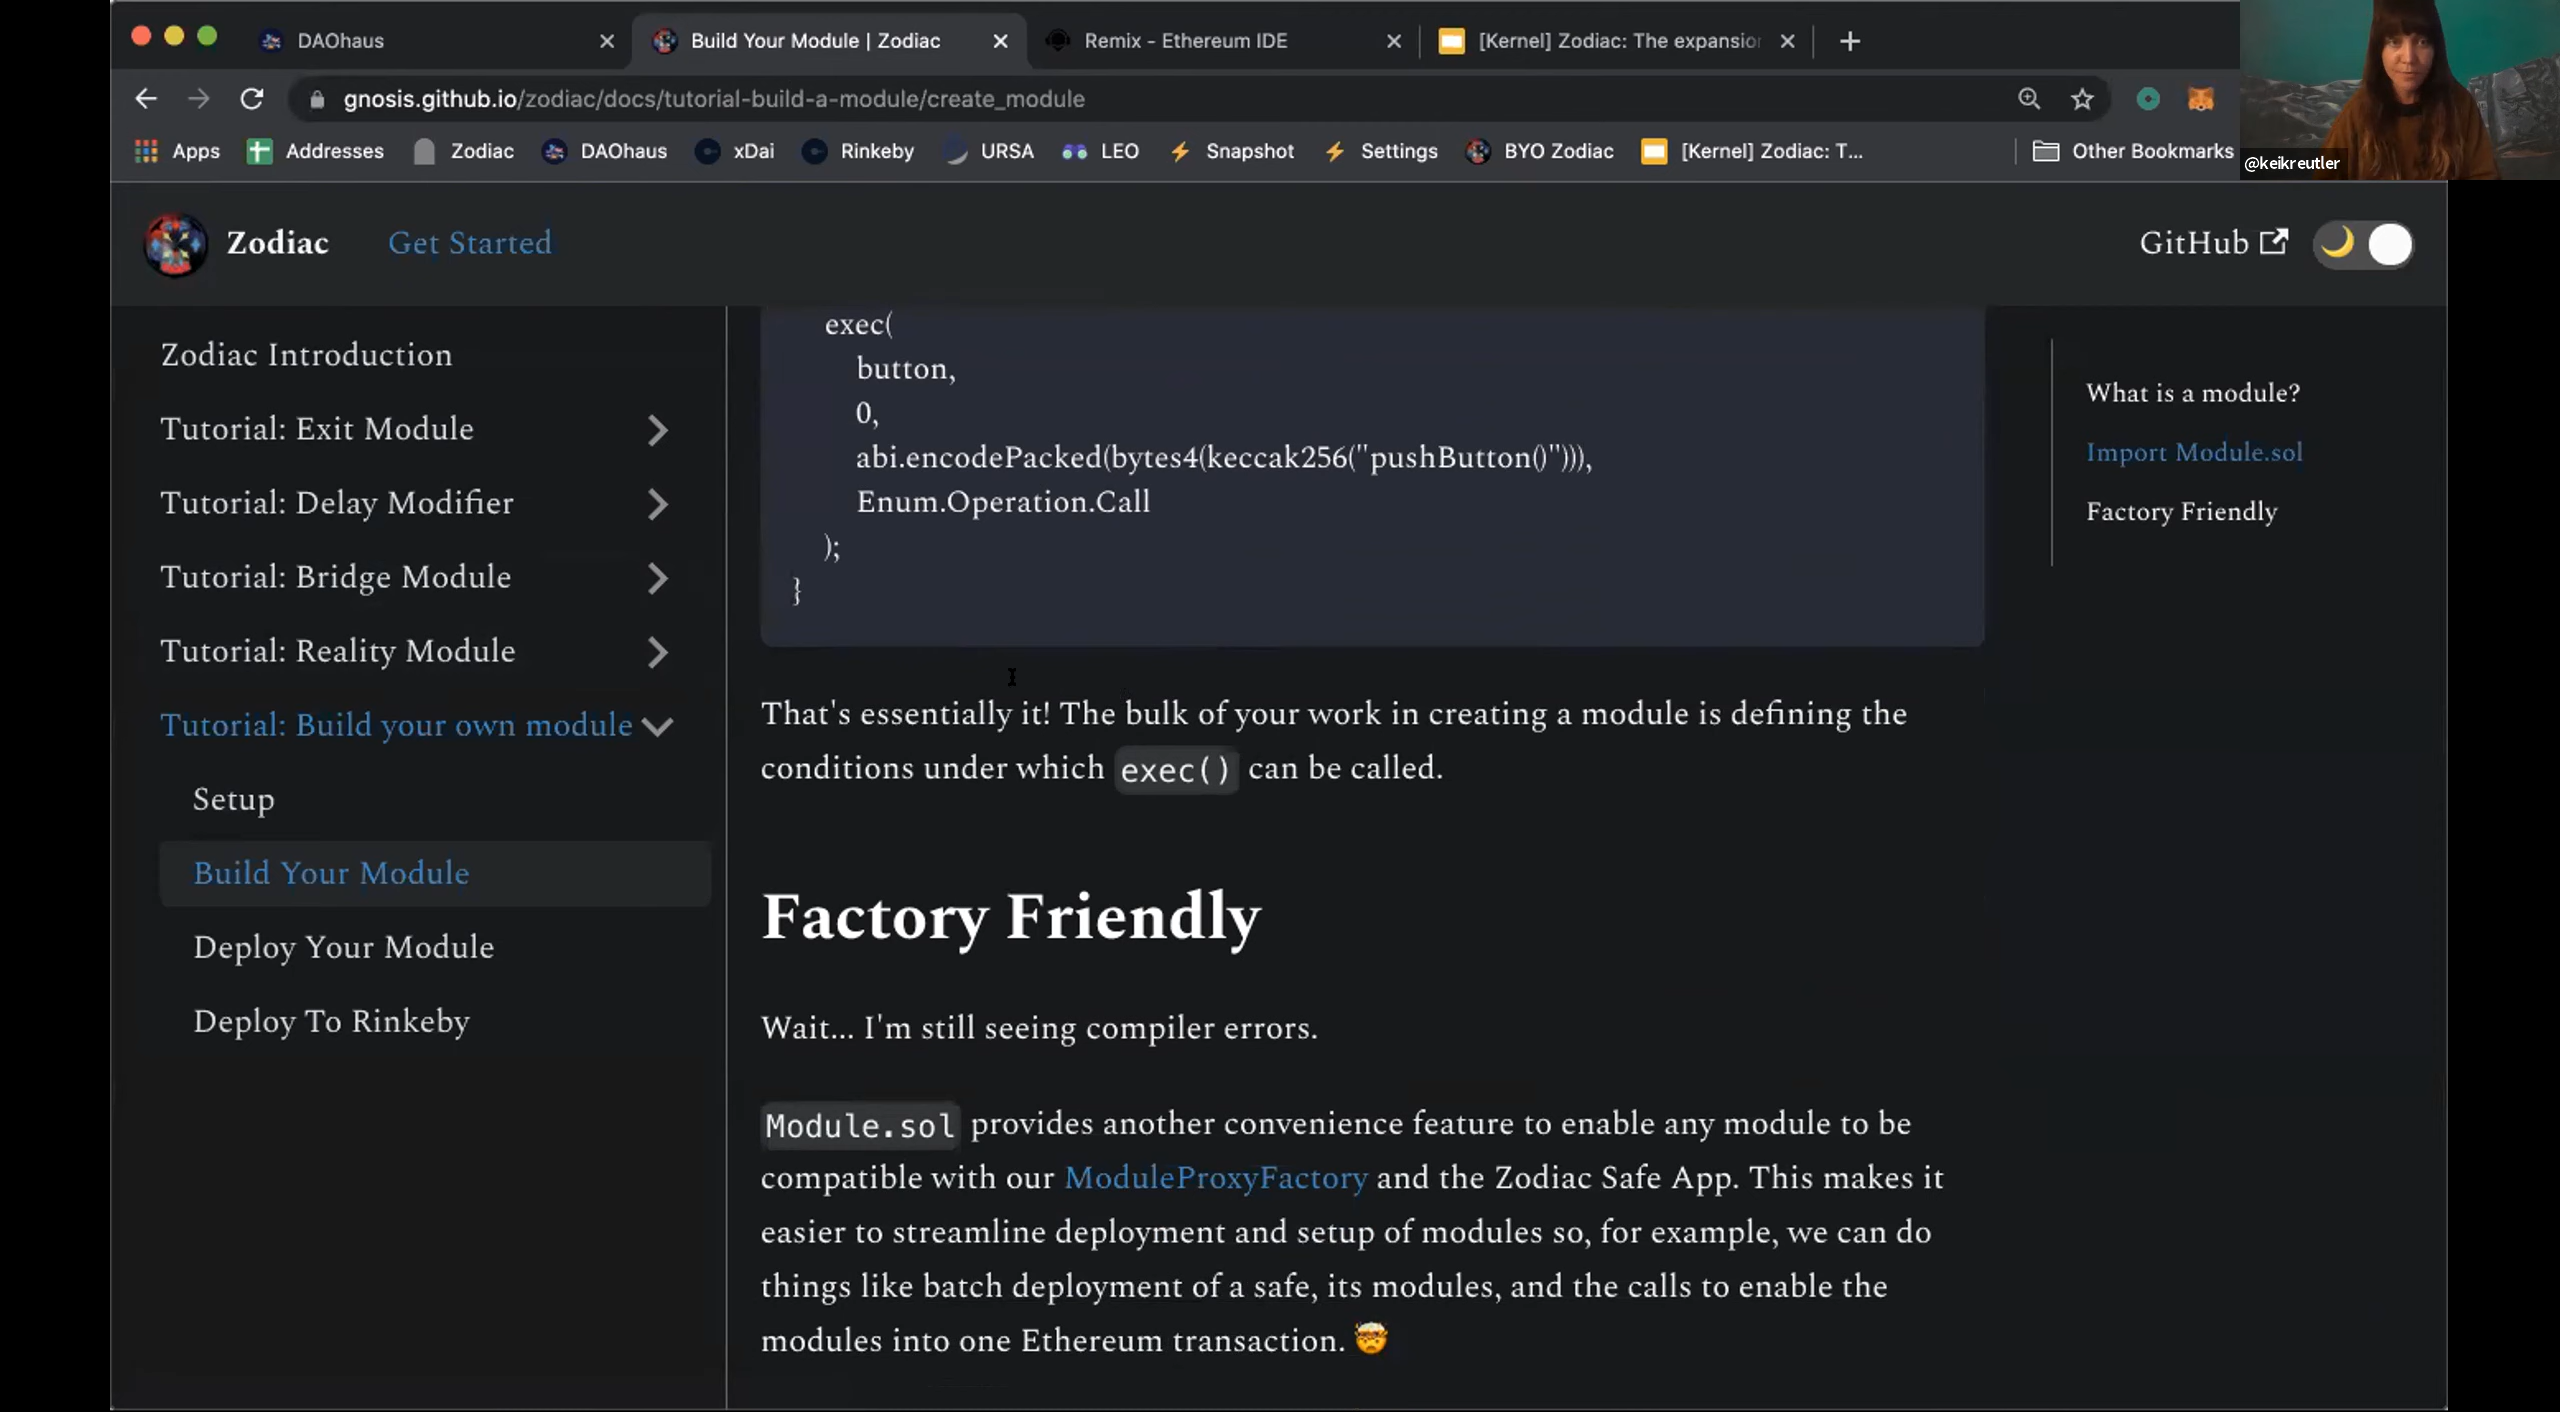 DAOhaus
Build Your Module | Zodiac
Remix - Ethereum IDE
[Kernel] Zodiac: The expansion
gnosis.github.io/zodiac/docs/tutorial-build-a-module/create_module
Apps
Addresses
Zodiac
DAOhaus
xDai
Rinkeby
URSA
LEO
Snapshot
Settings
BYO Zodiac
[Kernel] Zodiac: T...
Other Bookmarks
@keikreutler
Zodiac
Get Started
GitHub
Zodiac Introduction
Tutorial: Exit Module
Tutorial: Delay Modifier
Tutorial: Bridge Module
Tutorial: Reality Module
Tutorial: Build your own module
Setup
Build Your Module
Deploy Your Module
Deploy To Rinkeby
exec(
button,
0,
abi.encodePacked(bytes4(keccak256("pushButton()"))),
Enum.Operation.Call
);
}
That's essentially it! The bulk of your work in creating a module is defining the
conditions under which exec() can be called.
Factory Friendly
Wait... I'm still seeing compiler errors.
Module.sol provides another convenience feature to enable any module to be
compatible with our ModuleProxyFactory and the Zodiac Safe App. This makes it
easier to streamline deployment and setup of modules so, for example, we can do
things like batch deployment of a safe, its modules, and the calls to enable the
modules into one Ethereum transaction. 🤯
What is a module?
Import Module.sol
Factory Friendly